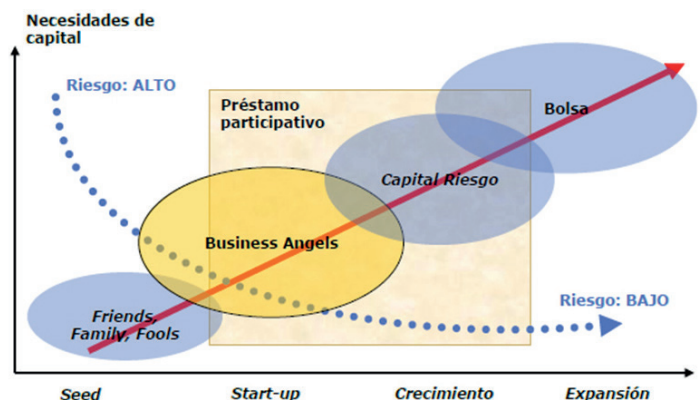 Necesidades de
capital
Riesgo: ALTO
Préstamo
participativo
Bolsa
Capital Riesgo
Business Angels
Riesgo: BAJO
Friends,
Family, Fools
Seed
Start-up
Crecimiento
Expansión